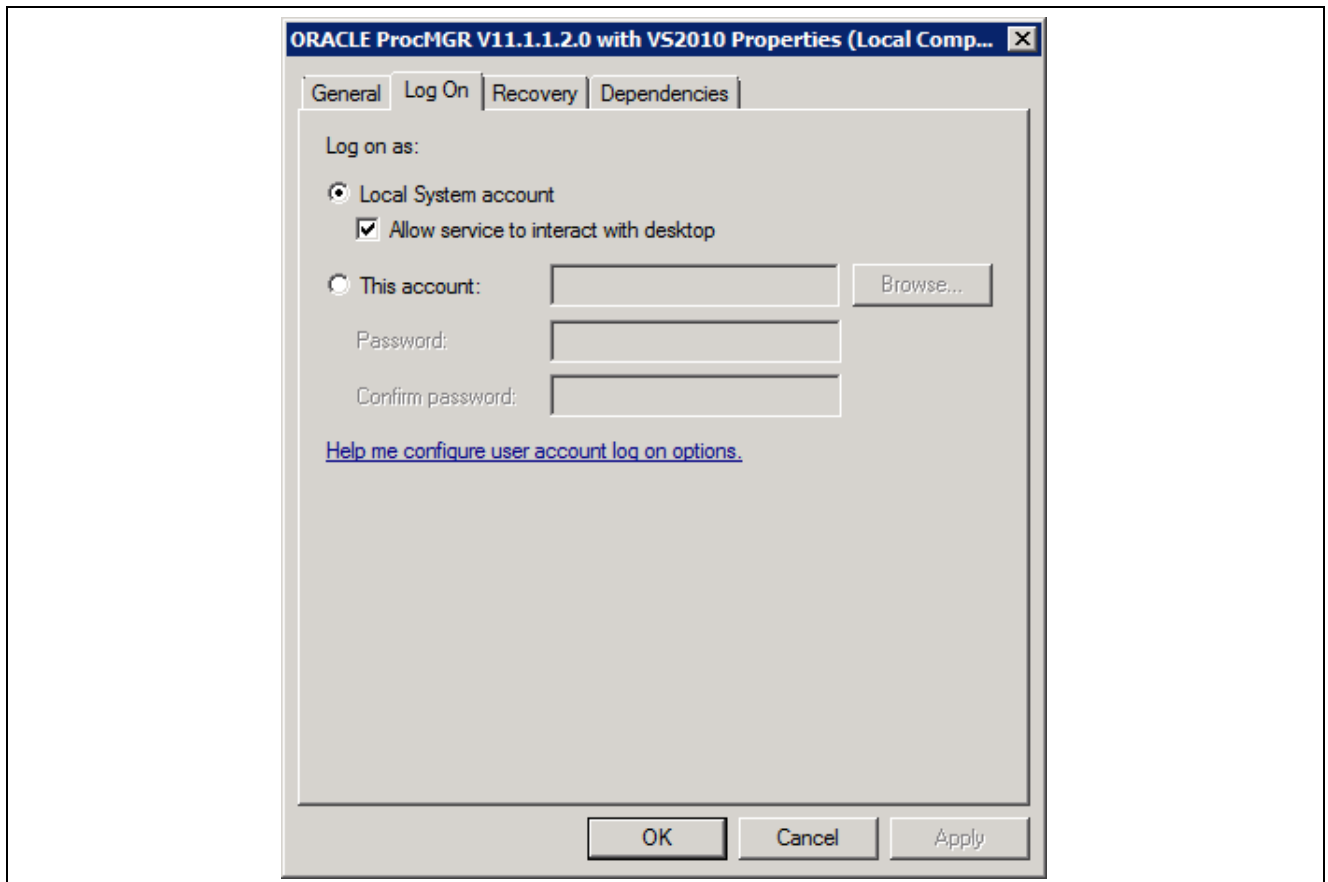 ORACLE ProcMGR V11.1.1.2.0 with VS2010 Properties (Local Comp...
General Log On Recovery Dependencies
Log on as:
Local System account
Allow service to interact with desktop
This account: Browse...
Password:
Confirm password:
Help me configure user account log on options.
OK Cancel Apply